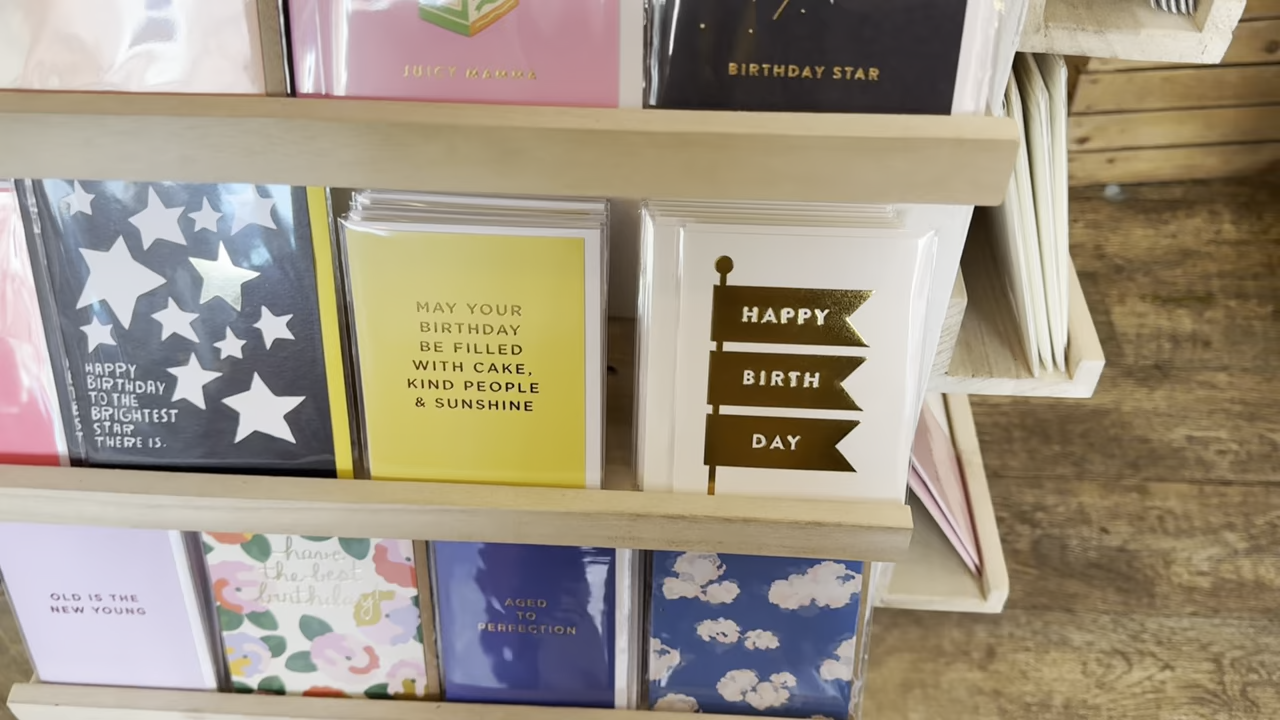 JUICY MAMMA
BIRTHDAY STAR
HAPPY
BIRTHDAY
TO THE
BRIGHTEST
STAR
THERE IS.
MAY YOUR
BIRTHDAY
BE FILLED
WITH CAKE,
KIND PEOPLE
& SUNSHINE
HAPPY
BIRTH
DAY
OLD IS THE
NEW YOUNG
have
the best
birthday!
AGED
TO
PERFECTION